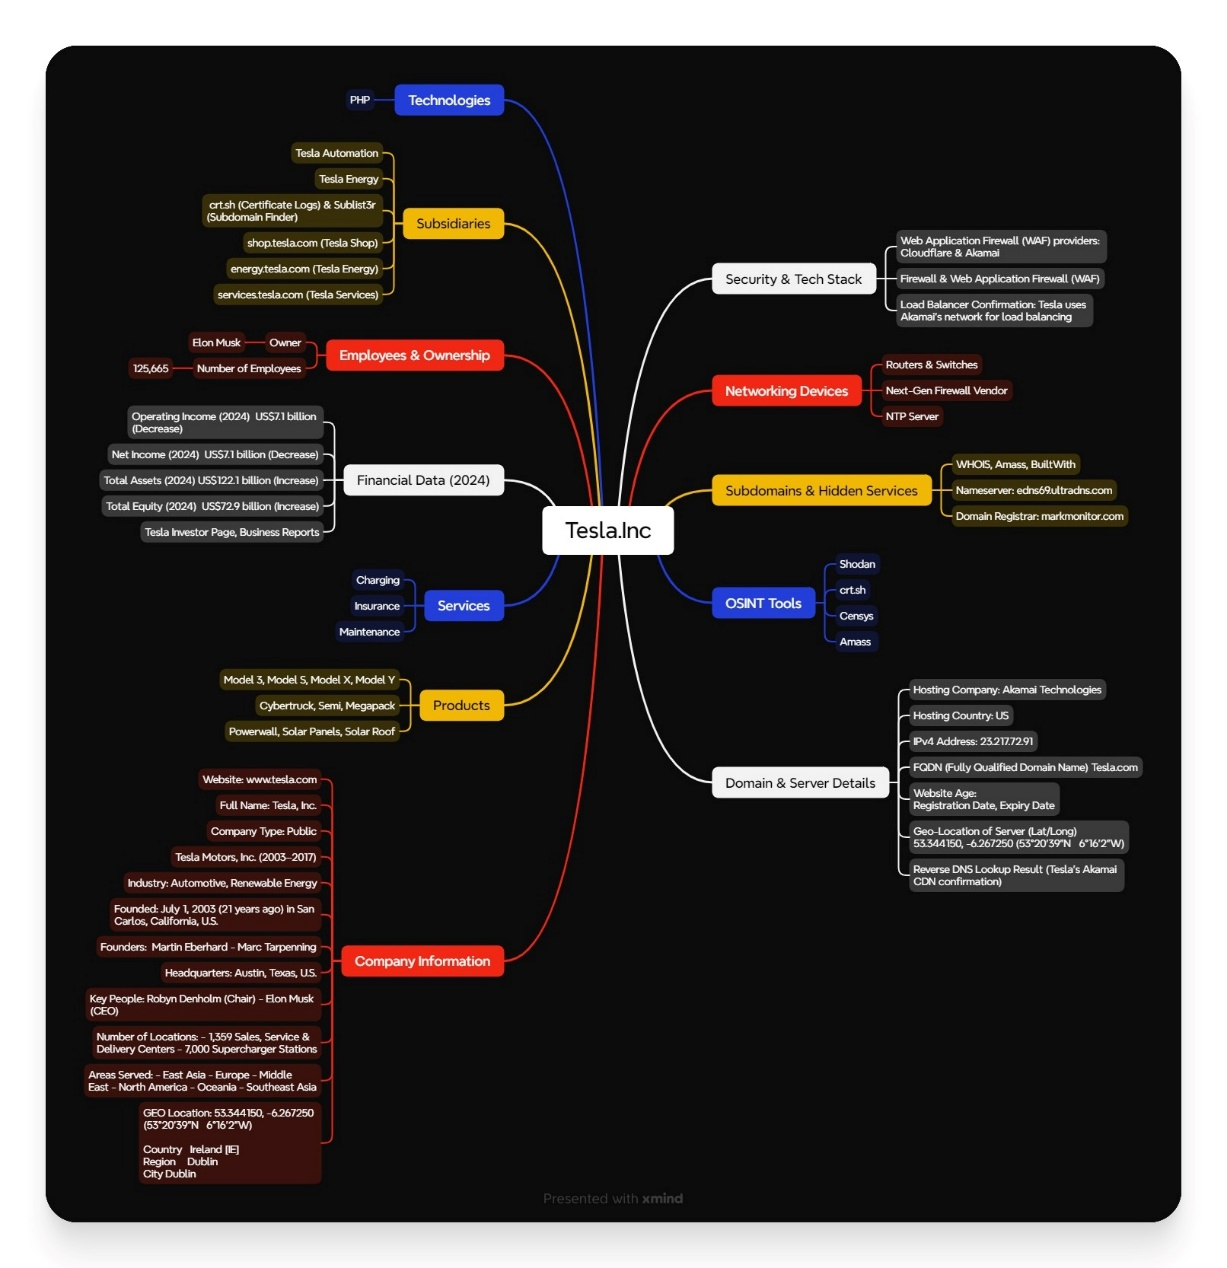 Tesla.Inc
Technologies
PHP
Subsidiaries
Tesla Automation
Tesla Energy
crt.sh (Certificate Logs) & Sublist3r
(Subdomain Finder)
shop.tesla.com (Tesla Shop)
energy.tesla.com (Tesla Energy)
services.tesla.com (Tesla Services)
Employees & Ownership
Owner
Elon Musk
Number of Employees
125,665
Financial Data (2024)
Operating Income (2024) US$7.1 billion
(Decrease)
Net Income (2024) US$7.1 billion (Decrease)
Total Assets (2024) US$122.1 billion (Increase)
Total Equity (2024) US$72.9 billion (Increase)
Tesla Investor Page, Business Reports
Services
Charging
Insurance
Maintenance
Products
Model 3, Model S, Model X, Model Y
Cybertruck, Semi, Megapack
Powerwall, Solar Panels, Solar Roof
Company Information
Website: www.tesla.com
Full Name: Tesla, Inc.
Company Type: Public
Tesla Motors, Inc. (2003–2017)
Industry: Automotive, Renewable Energy
Founded: July 1, 2003 (21 years ago) in San
Carlos, California, U.S.
Founders: Martin Eberhard - Marc Tarpenning
Headquarters: Austin, Texas, U.S.
Key People: Robyn Denholm (Chair) - Elon Musk
(CEO)
Number of Locations: - 1,359 Sales, Service &
Delivery Centers - 7,000 Supercharger Stations
Areas Served: - East Asia - Europe - Middle
East - North America - Oceania - Southeast Asia
GEO Location: 53.344150, -6.267250
(53°20'39"N 6°16'2"W)
Country Ireland [IE]
Region Dublin
City Dublin
Security & Tech Stack
Web Application Firewall (WAF) providers:
Cloudflare & Akamai
Firewall & Web Application Firewall (WAF)
Load Balancer Confirmation: Tesla uses
Akamai's network for load balancing
Networking Devices
Routers & Switches
Next-Gen Firewall Vendor
NTP Server
Subdomains & Hidden Services
WHOIS, Amass, BuiltWith
Nameserver: edns69.ultradns.com
Domain Registrar: markmonitor.com
OSINT Tools
Shodan
crt.sh
Censys
Amass
Domain & Server Details
Hosting Company: Akamai Technologies
Hosting Country: US
IPv4 Address: 23.217.72.91
FQDN (Fully Qualified Domain Name) Tesla.com
Website Age:
Registration Date, Expiry Date
Geo-Location of Server (Lat/Long)
53.344150, -6.267250 (53°20'39"N 6°16'2"W)
Reverse DNS Lookup Result (Tesla's Akamai
CDN confirmation)
Presented with xmind